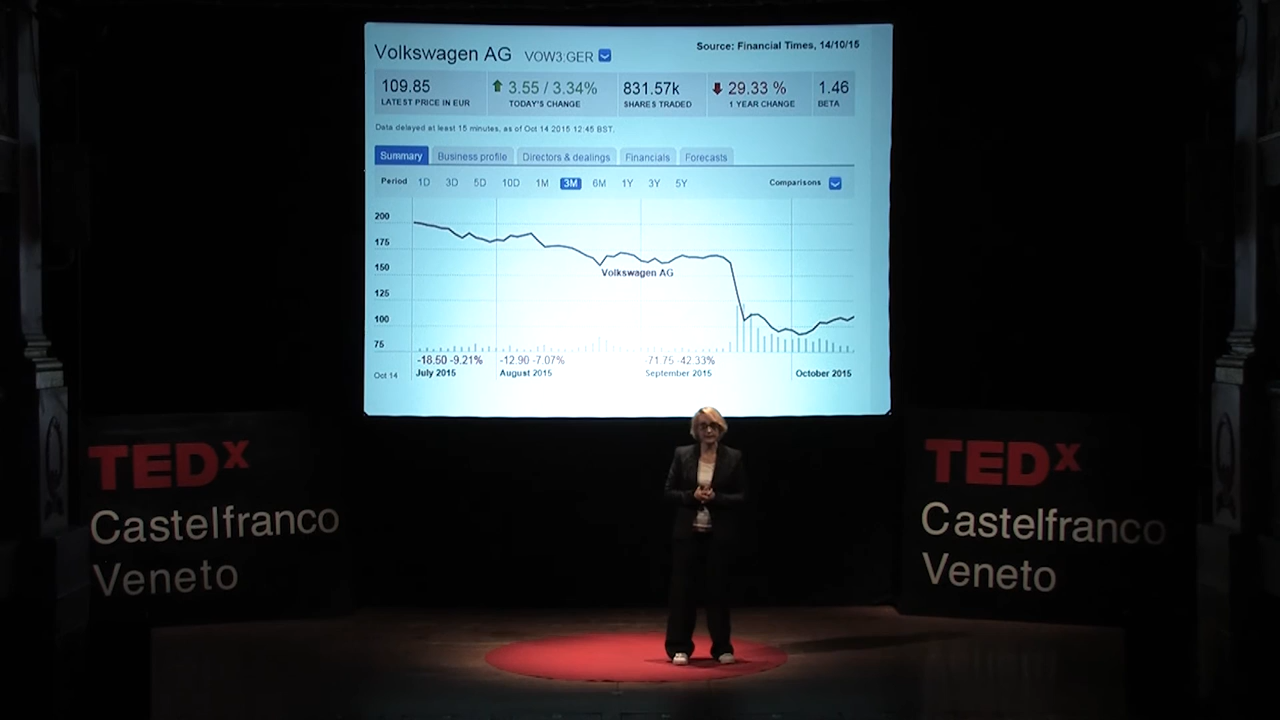 Volkswagen AG VOW3:GER
Source: Financial Times, 14/10/15
109.85
LATEST PRICE IN EUR
3.55 / 3.34%
TODAY'S CHANGE
831.57k
SHARES TRADED
29.33 %
1 YEAR CHANGE
1.46
BETA
Data delayed at least 15 minutes, as of Oct 14 2015 12:45 BST.
Summary Business profile Directors & dealings Financials Forecasts
Period 1D 3D 5D 10D 1M 3M 6M 1Y 3Y 5Y Comparisons
200
175
150
125
100
75
Volkswagen AG
-18.50 -9.21% -12.90 -7.07% -71.75 -42.33%
Oct 14 July 2015 August 2015 September 2015 October 2015
TEDx
Castelfranco
Veneto
TEDx
Castelfranco
Veneto